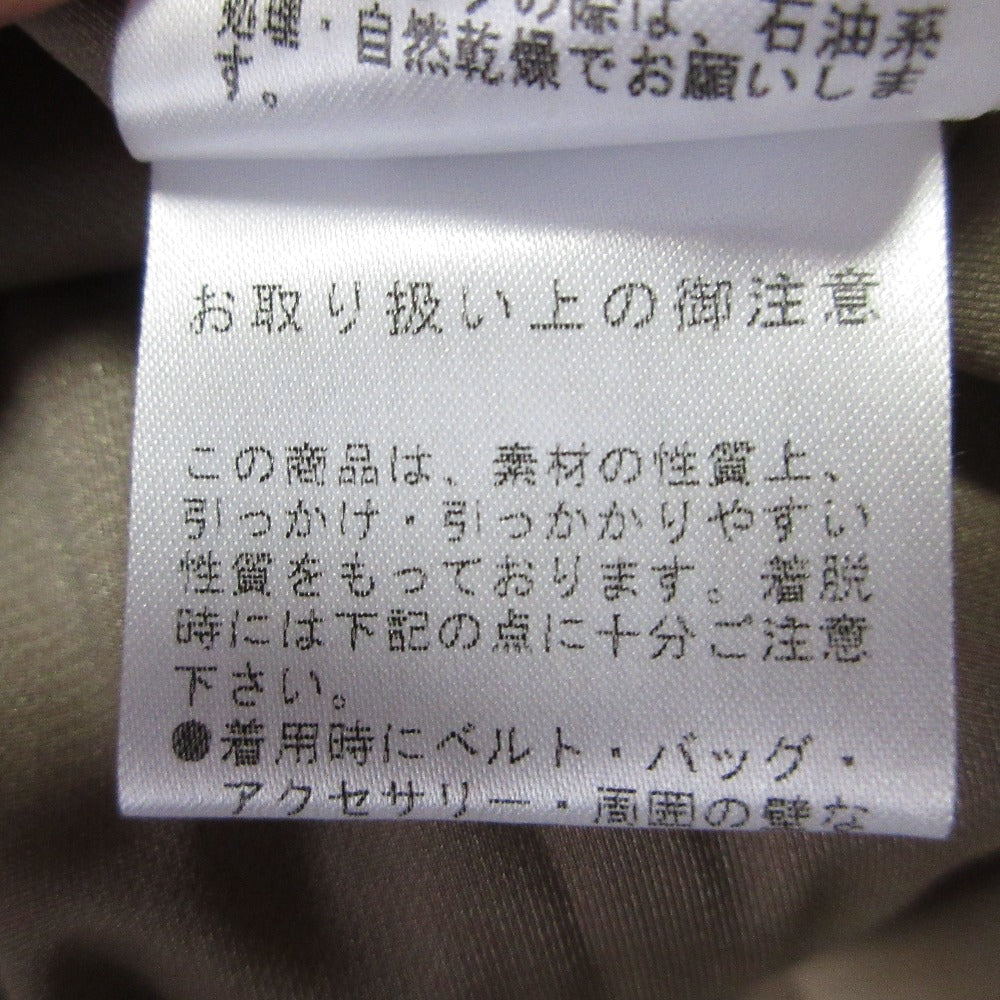 の際は、石油系
処理・自然乾燥でお願いしま
す。
お取り扱い上の御注意
この商品は、素材の性質上、
引っかけ・引っかかりやすい
性質をもっております。着脱
時には下記の点に十分ご注意
下さい。
●着用時にベルト・バッグ・
アクセサリー・周囲の壁な